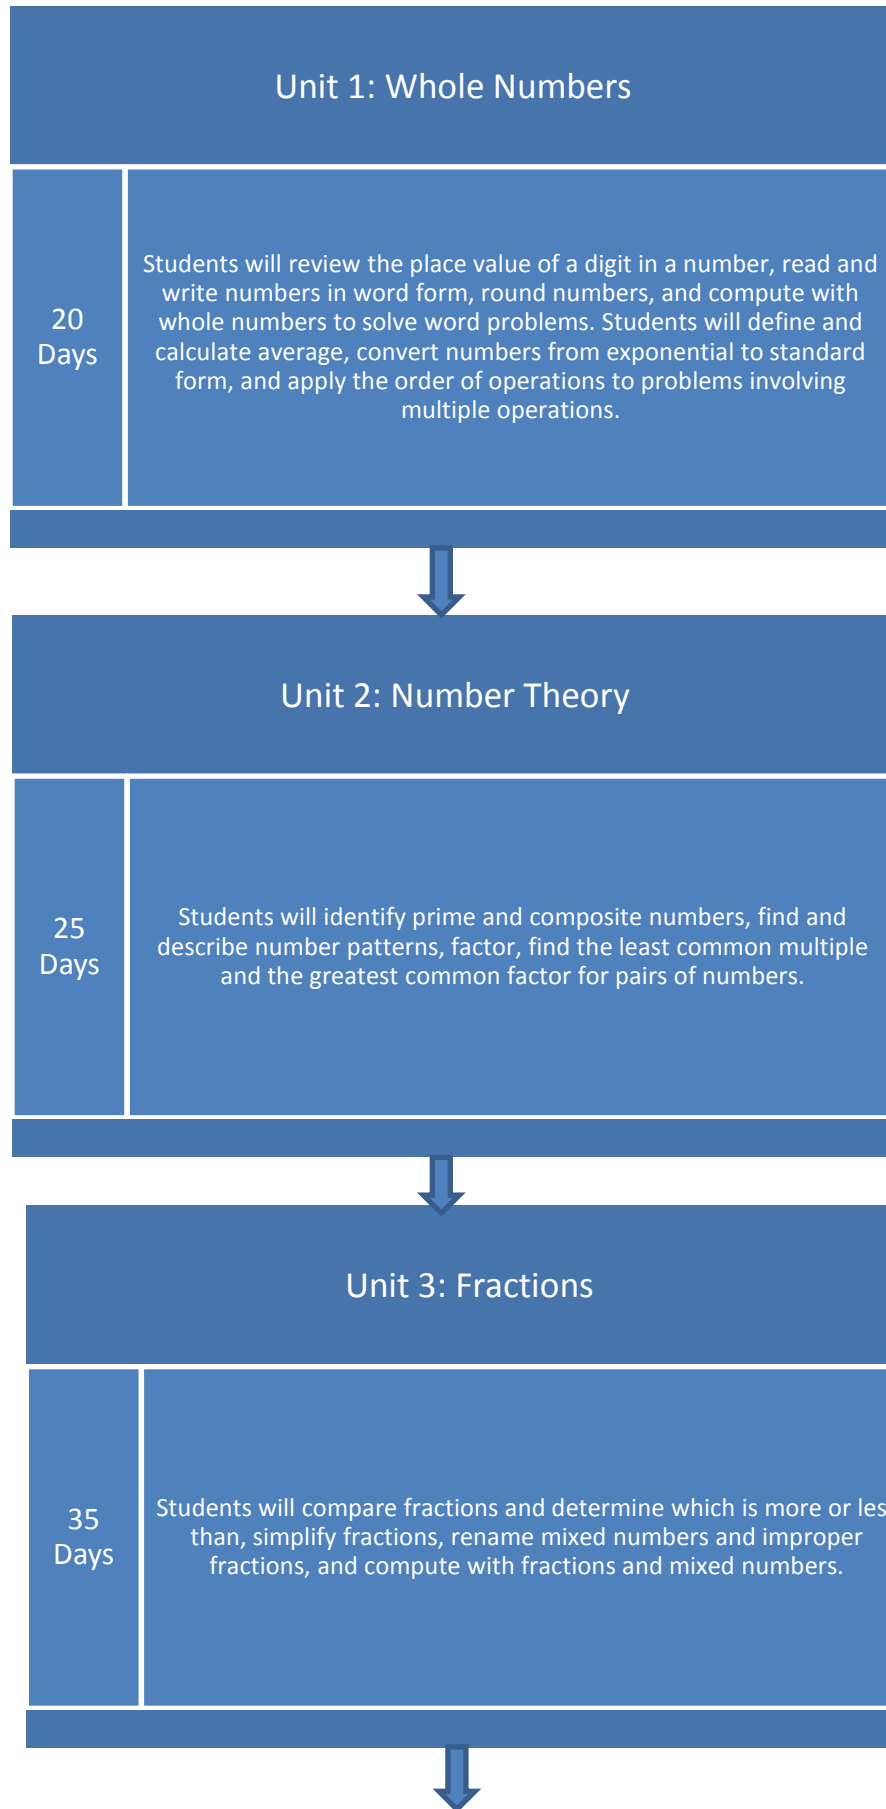 Unit 1: Whole Numbers
20
Days
Students will review the place value of a digit in a number, read and
write numbers in word form, round numbers, and compute with
whole numbers to solve word problems. Students will define and
calculate average, convert numbers from exponential to standard
form, and apply the order of operations to problems involving
multiple operations.
Unit 2: Number Theory
25
Days
Students will identify prime and composite numbers, find and
describe number patterns, factor, find the least common multiple
and the greatest common factor for pairs of numbers.
Unit 3: Fractions
35
Days
Students will compare fractions and determine which is more or les
than, simplify fractions, rename mixed numbers and improper
fractions, and compute with fractions and mixed numbers.